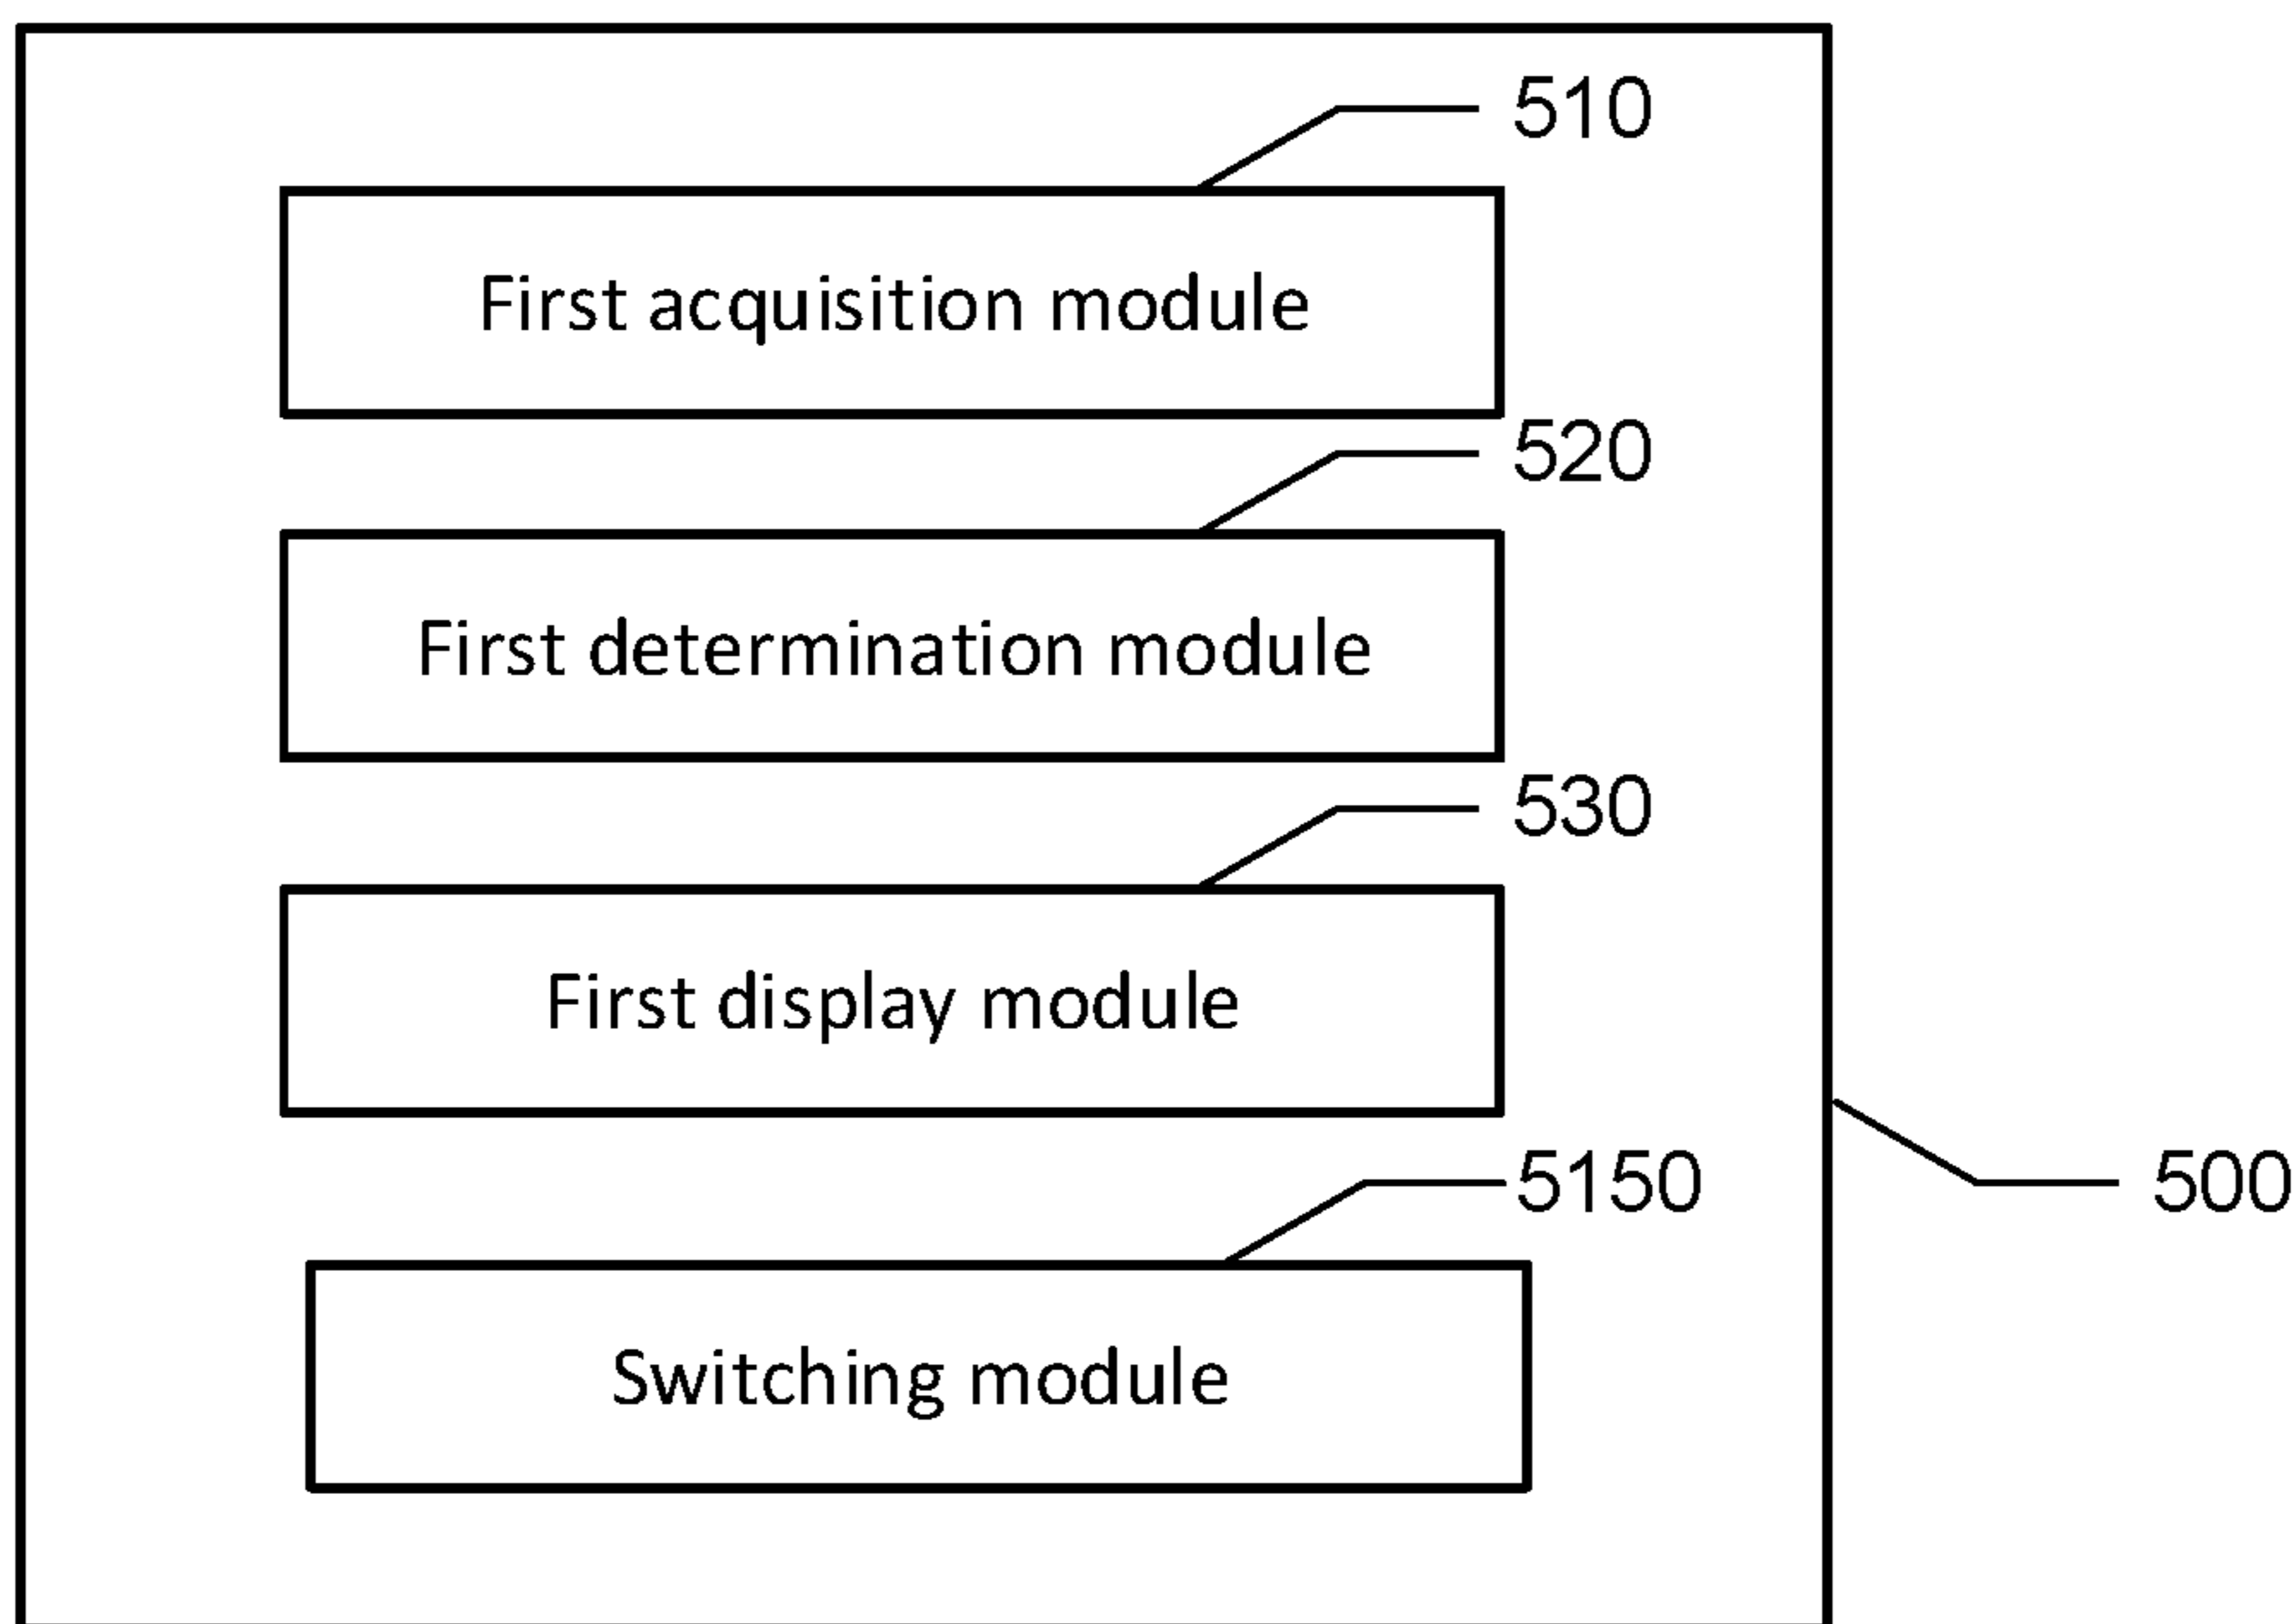 510
First acquisition module
520
First determination module
530
First display module
5150
500
Switching module